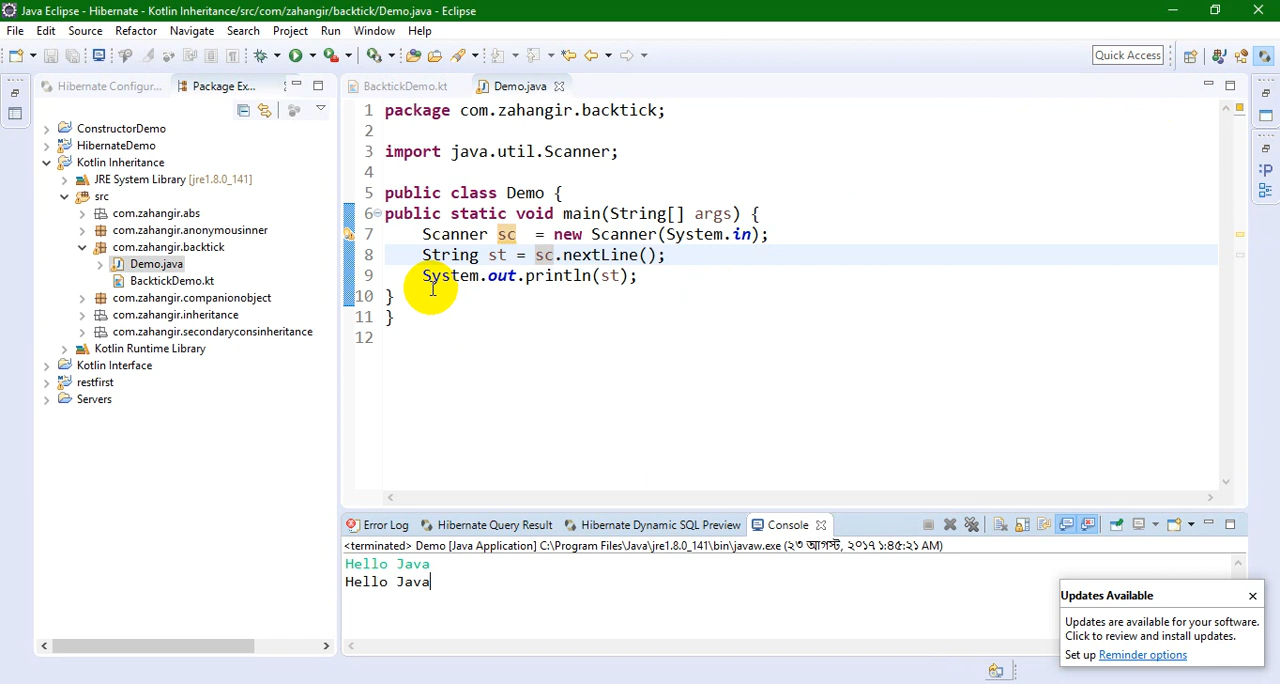 Java Eclipse - Hibernate - Kotlin Inheritance/src/com/zahangir/backtick/Demo.java - Eclipse
File Edit Source Refactor Navigate Search Project Run Window Help
Quick Access
Hibernate Configur... Package Ex...
ConstructorDemo
HibernateDemo
Kotlin Inheritance
JRE System Library [jre1.8.0_141]
src
com.zahangir.abs
com.zahangir.anonymousinner
com.zahangir.backtick
Demo.java
BacktickDemo.kt
com.zahangir.companionobject
com.zahangir.inheritance
com.zahangir.secondaryconsinheritance
Kotlin Runtime Library
Kotlin Interface
restfirst
Servers
BacktickDemo.kt Demo.java
1 package com.zahangir.backtick;
2
3 import java.util.Scanner;
4
5 public class Demo {
6 public static void main(String[] args) {
7 Scanner sc = new Scanner(System.in);
8 String st = sc.nextLine();
9 System.out.println(st);
10 }
11 }
12
Error Log Hibernate Query Result Hibernate Dynamic SQL Preview Console
<terminated> Demo [Java Application] C:\Program Files\Java\jre1.8.0_141\bin\javaw.exe (২৩ আগস্ট, ২০১৭ ১:৪৫:২১ AM)
Hello Java
Hello Java
Updates Available
Updates are available for your software.
Click to review and install updates.
Set up Reminder options